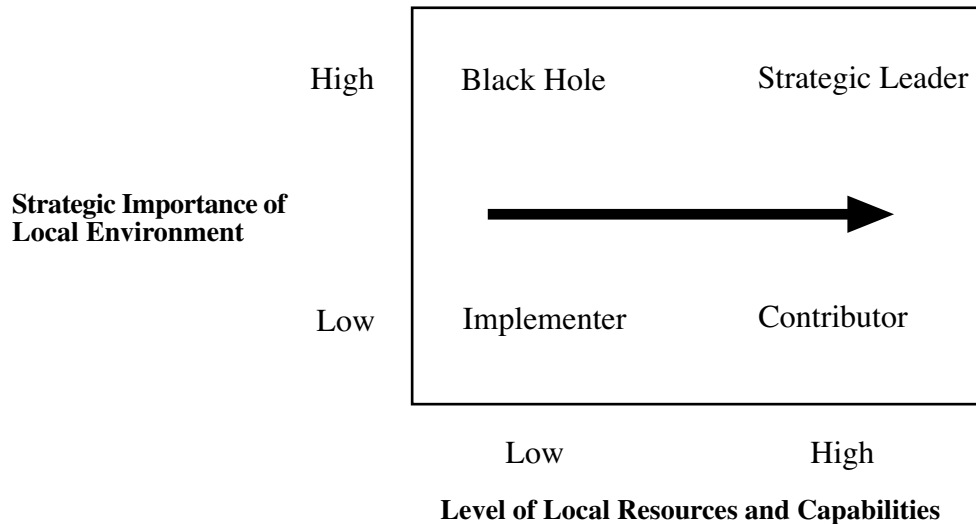 High
Black Hole
Strategic Leader
Strategic Importance of
Local Environment
Low
Implementer
Contributor
Low
High
Level of Local Resources and Capabilities